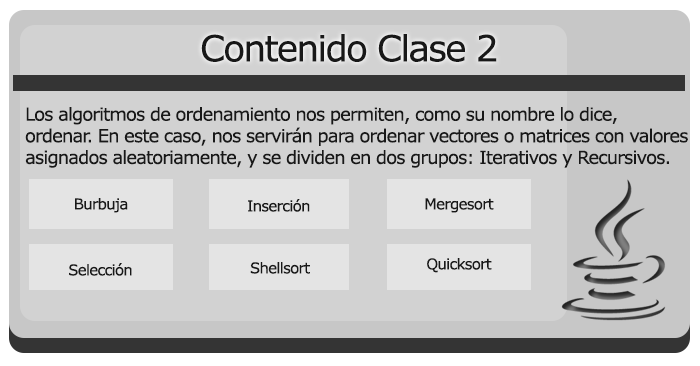 Contenido Clase 2
Los algoritmos de ordenamiento nos permiten, como su nombre lo dice,
ordenar. En este caso, nos servirán para ordenar vectores o matrices con valores
asignados aleatoriamente, y se dividen en dos grupos: Iterativos y Recursivos.
Burbuja
Inserción
Mergesort
Selección
Shellsort
Quicksort